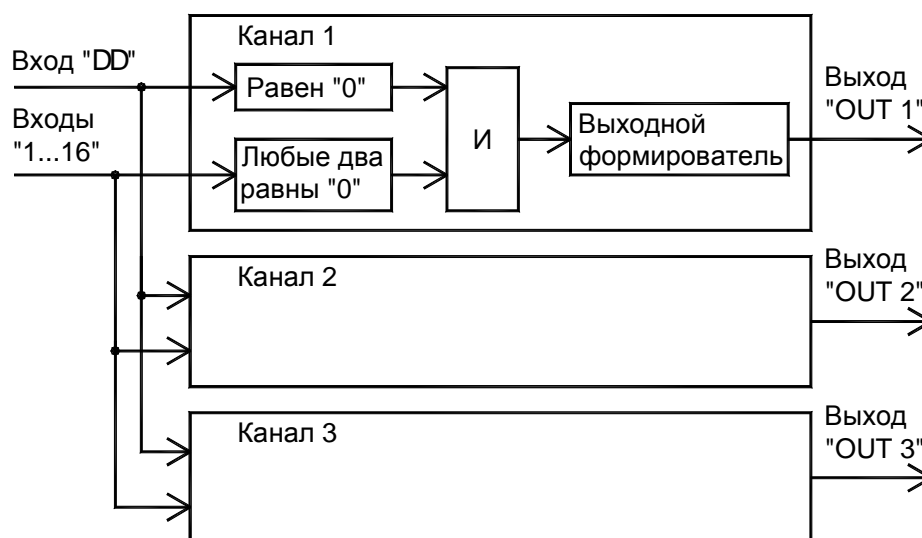 Канал 1
Вход "DD"
Равен "0"
Входы
"1...16"
Любые два
равны "0"
И
Выходной
формирователь
Выход
"OUT 1"
Канал 2
Выход
"OUT 2"
Канал 3
Выход
"OUT 3"